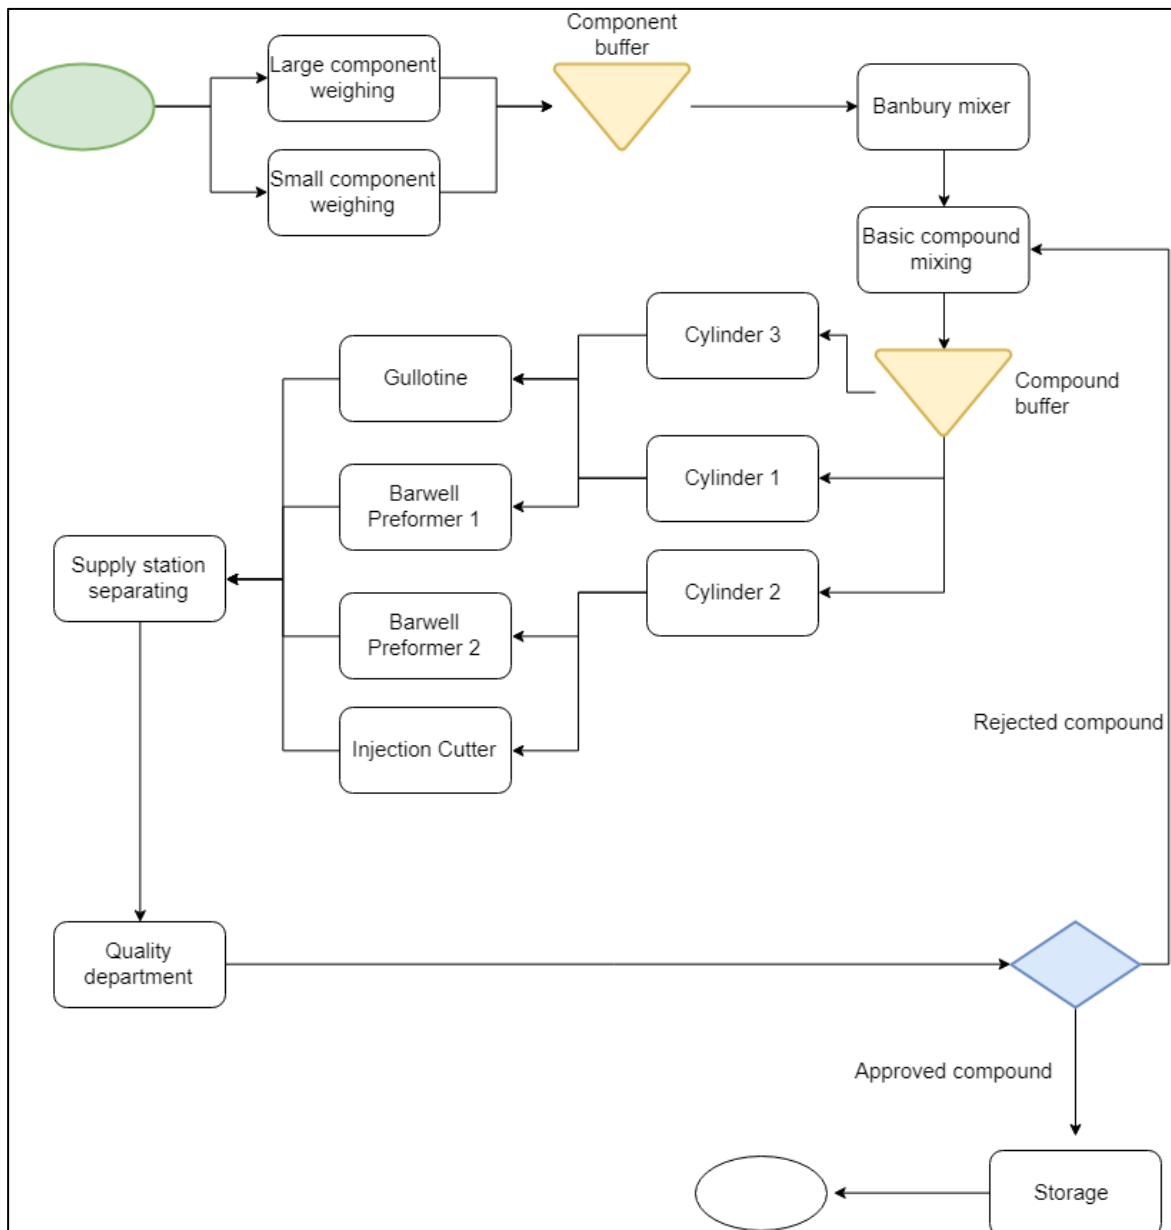 Component
buffer
Large component
weighing
Small component
weighing
Banbury mixer
Basic compound
mixing
Compound
buffer
Cylinder 3
Cylinder 1
Cylinder 2
Gullotine
Barwell
Preformer 1
Barwell
Preformer 2
Injection Cutter
Supply station
separating
Quality
department
Rejected compound
Approved compound
Storage